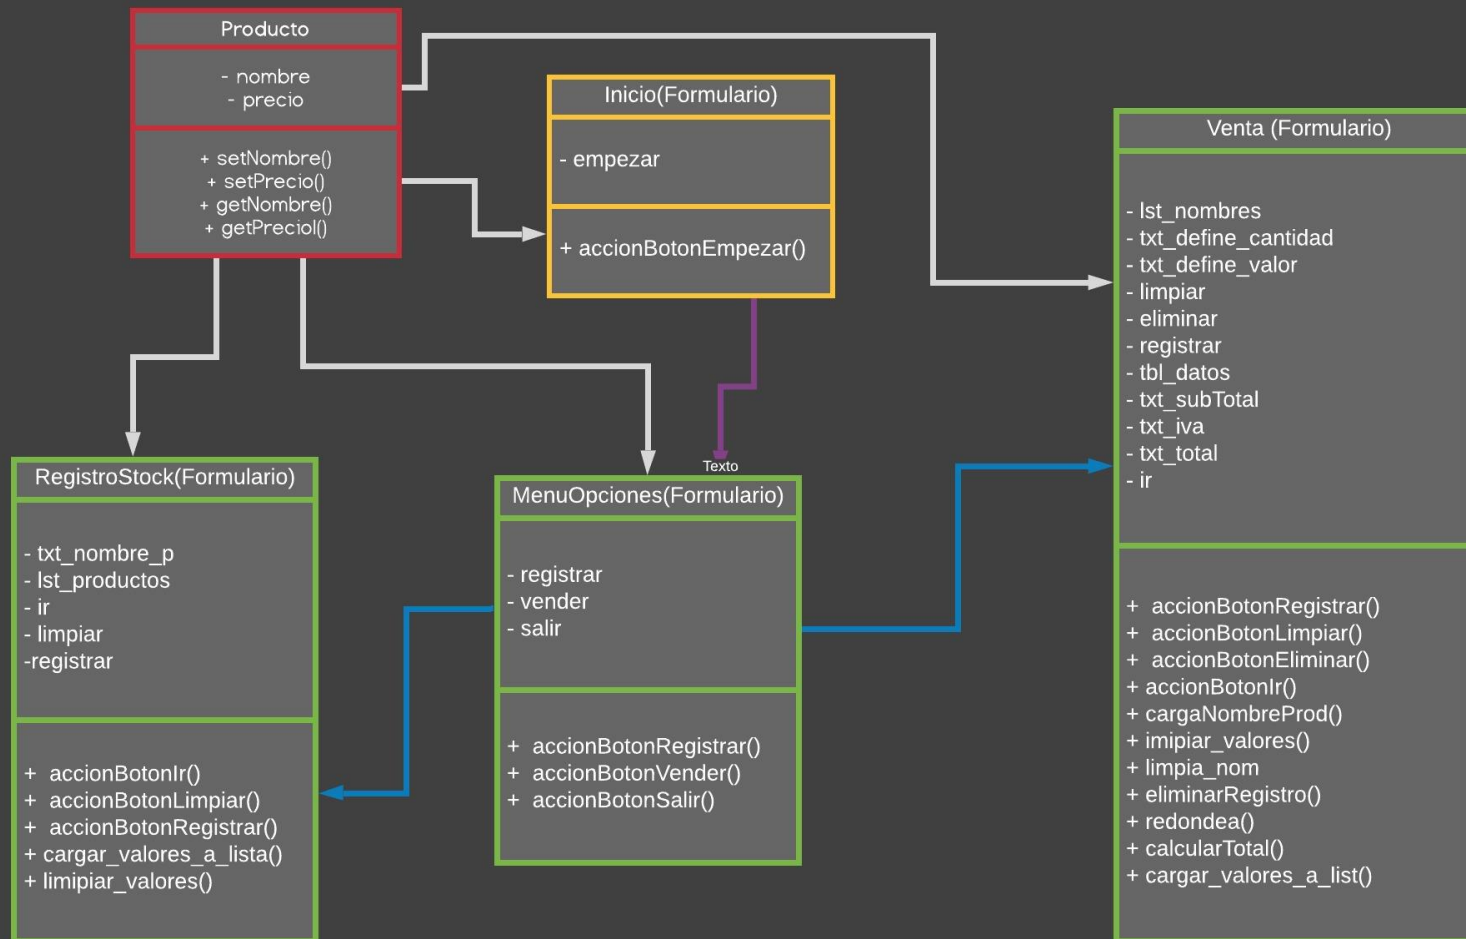 Producto
- nombre
- precio
+ setNombre()
+ setPrecio()
+ getNombre()
+ getPreciol()
Inicio(Formulario)
- empezar
+ accionBotonEmpezar()
Venta (Formulario)
- lst_nombres
- txt_define_cantidad
- txt_define_valor
- limpiar
- eliminar
- registrar
- tbl_datos
- txt_subTotal
- txt_iva
- txt_total
- ir
+ accionBotonRegistrar()
+ accionBotonLimpiar()
+ accionBotonEliminar()
+ accionBotonIr()
+ cargaNombreProd()
+ imipiar_valores()
+ limpia_nom
+ eliminarRegistro()
+ redondea()
+ calcularTotal()
+ cargar_valores_a_list()
RegistroStock(Formulario)
- txt_nombre_p
- lst_productos
- ir
- limpiar
-registrar
+ accionBotonIr()
+ accionBotonLimpiar()
+ accionBotonRegistrar()
+ cargar_valores_a_lista()
+ limipiar_valores()
Texto
MenuOpciones(Formulario)
- registrar
- vender
- salir
+ accionBotonRegistrar()
+ accionBotonVender()
+ accionBotonSalir()